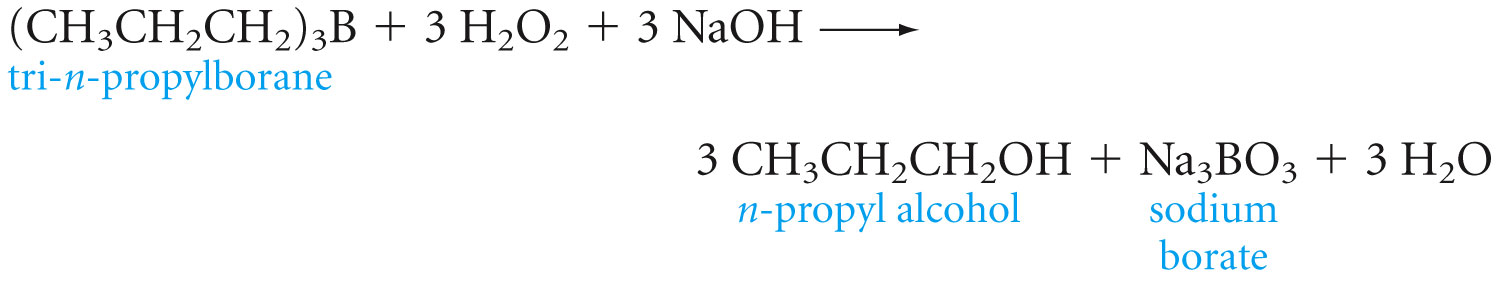 (CH₃CH₂CH₂)₃B + 3 H₂O₂ + 3 NaOH ⟶
tri-n-propylborane
3 CH₃CH₂CH₂OH + Na₃BO₃ + 3 H₂O
n-propyl alcohol sodium
borate